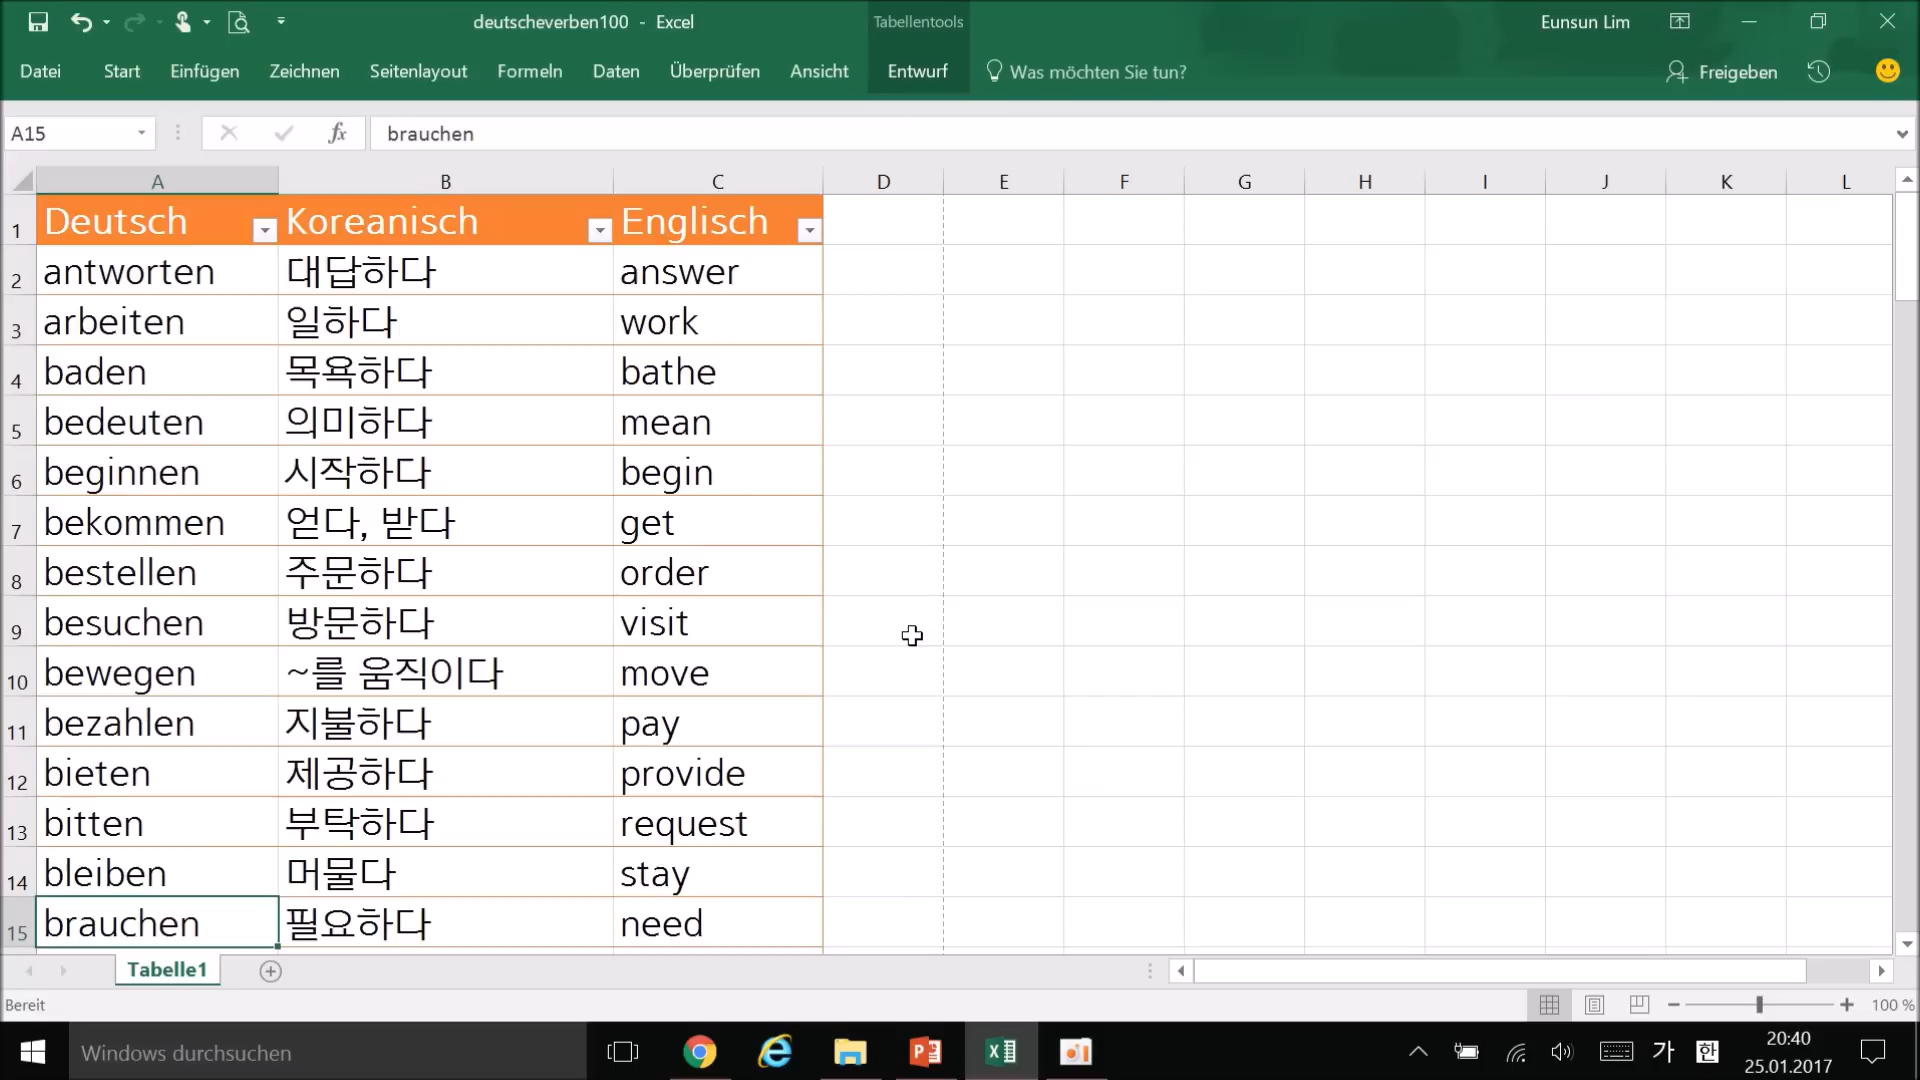 deutscheverben100 - Excel
Tabellentools
Eunsun Lim
Datei Start Einfügen Zeichnen Seitenlayout Formeln Daten Überprüfen Ansicht Entwurf Was möchten Sie tun? Freigeben
A15 fx brauchen
A B C D E F G H I J K L
1 Deutsch Koreanisch Englisch
2 antworten 대답하다 answer
3 arbeiten 일하다 work
4 baden 목욕하다 bathe
5 bedeuten 의미하다 mean
6 beginnen 시작하다 begin
7 bekommen 얻다, 받다 get
8 bestellen 주문하다 order
9 besuchen 방문하다 visit
10 bewegen ~를 움직이다 move
11 bezahlen 지불하다 pay
12 bieten 제공하다 provide
13 bitten 부탁하다 request
14 bleiben 머물다 stay
15 brauchen 필요하다 need
Tabelle1
Bereit 100 %
Windows durchsuchen 가 한 20:40
25.01.2017